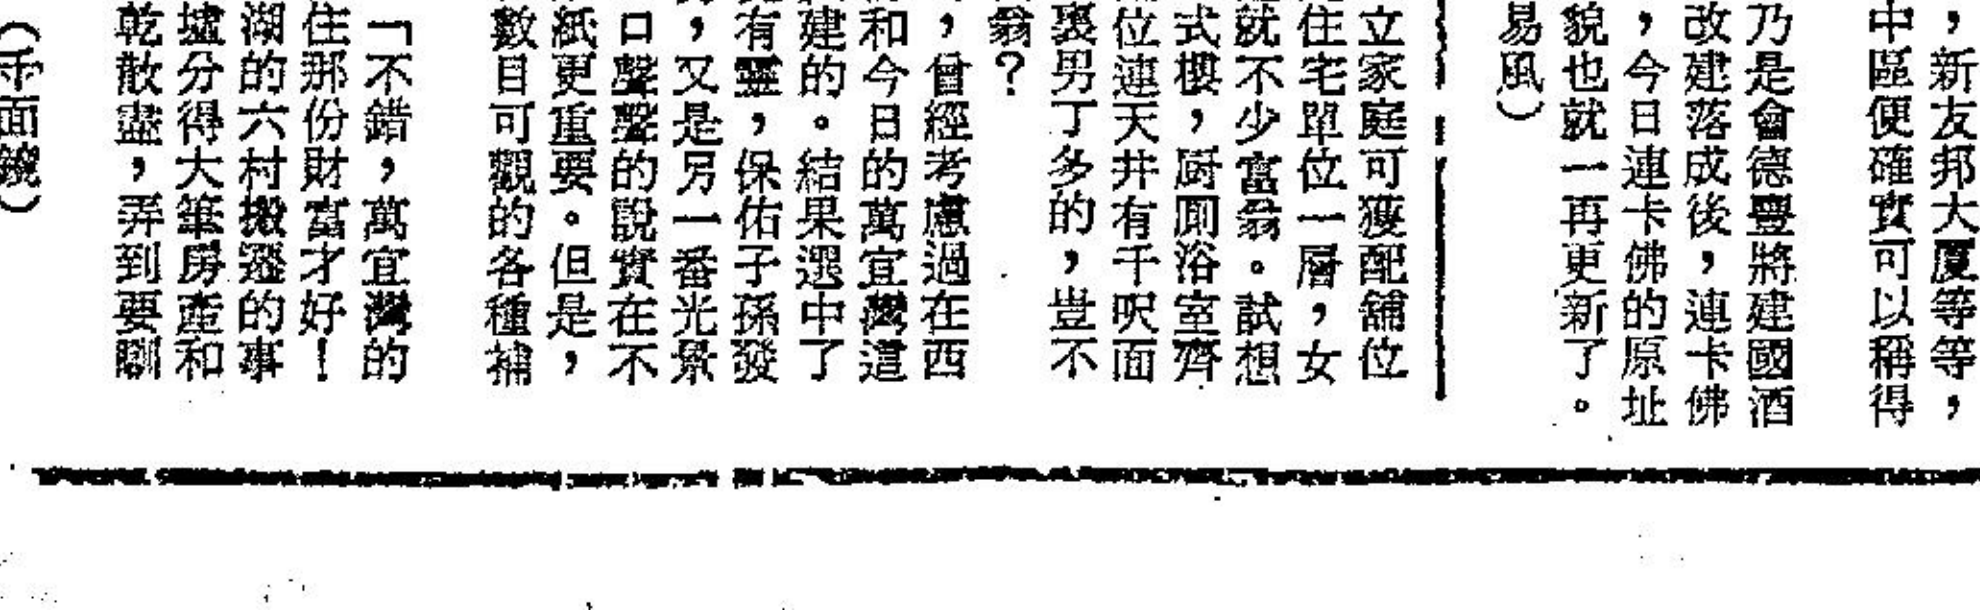 ，新友邦大厦等等，
中區便確實可以稱得
乃是會德豐將建國酒
改建落成後，連卡佛
，今日連卡佛的原址
貌也就一再更新了。
易風）
立家庭可獲配舖位
住宅單位一層，女
就不少富翁。試想
式樓，厨厠浴室齊
位連天井有千呎面
裏男丁多的，豈不
翁？
，曾經考慮過在西
和今日的萬宜灣這
建的。結果選中了
有靈，保佑子孫發
，又是另一番光景
口聲聲的說實在不
紙更重要。但是，
數目可觀的各種補
「不錯，萬宜灣的
住那份財富才好！
湖的六村搬遷的事
墟分得大筆房產和
乾散盡，弄到要瞓
（千面鏡）